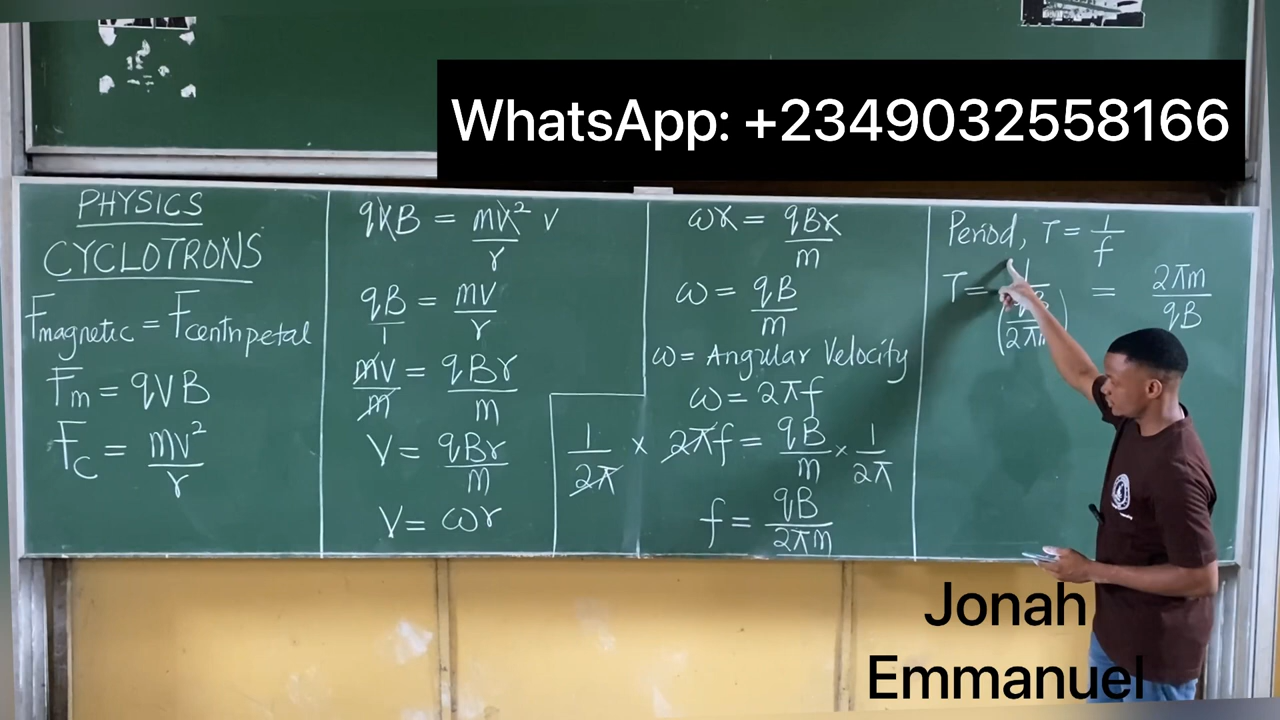 WhatsApp: +2349032558166
PHYSICS
CYCLOTRONS
Fmagnetic = Fcentripetal
Fm = qVB
Fc = mv²/r
qvB = mv²/r v
qB/1 = mv/r
mv/m = qBr/m
V = qBr/m
V = ωr
1/2π × 2πf = qB/m × 1/2π
ωr = qBr/m
ω = qB/m
ω = Angular Velocity
ω = 2πf
f = qB/2πm
Period, T = 1/f
T = 1/(qB/2πm) = 2πm/qB
Jonah
Emmanuel